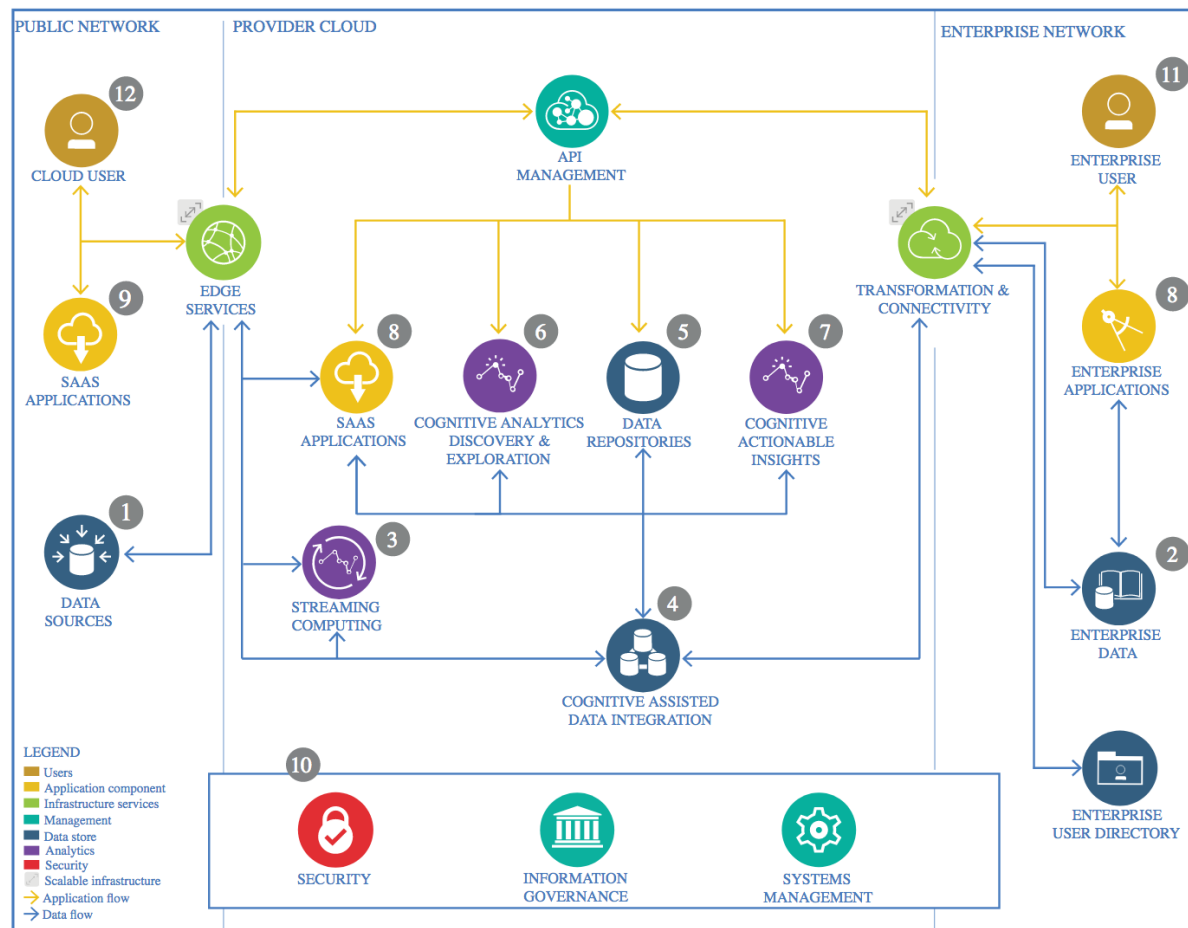 PUBLIC NETWORK
PROVIDER CLOUD
ENTERPRISE NETWORK
12
CLOUD USER
API
MANAGEMENT
11
ENTERPRISE
USER
EDGE
SERVICES
TRANSFORMATION &
CONNECTIVITY
9
SAAS
APPLICATIONS
8
SAAS
APPLICATIONS
6
COGNITIVE ANALYTICS
DISCOVERY &
EXPLORATION
5
DATA
REPOSITORIES
7
COGNITIVE
ACTIONABLE
INSIGHTS
8
ENTERPRISE
APPLICATIONS
1
DATA
SOURCES
3
STREAMING
COMPUTING
4
COGNITIVE ASSISTED
DATA INTEGRATION
2
ENTERPRISE
DATA
ENTERPRISE
USER DIRECTORY
LEGEND
Users
Application component
Infrastructure services
Management
Data store
Analytics
Security
Scalable infrastructure
Application flow
Data flow
10
SECURITY
INFORMATION
GOVERNANCE
SYSTEMS
MANAGEMENT